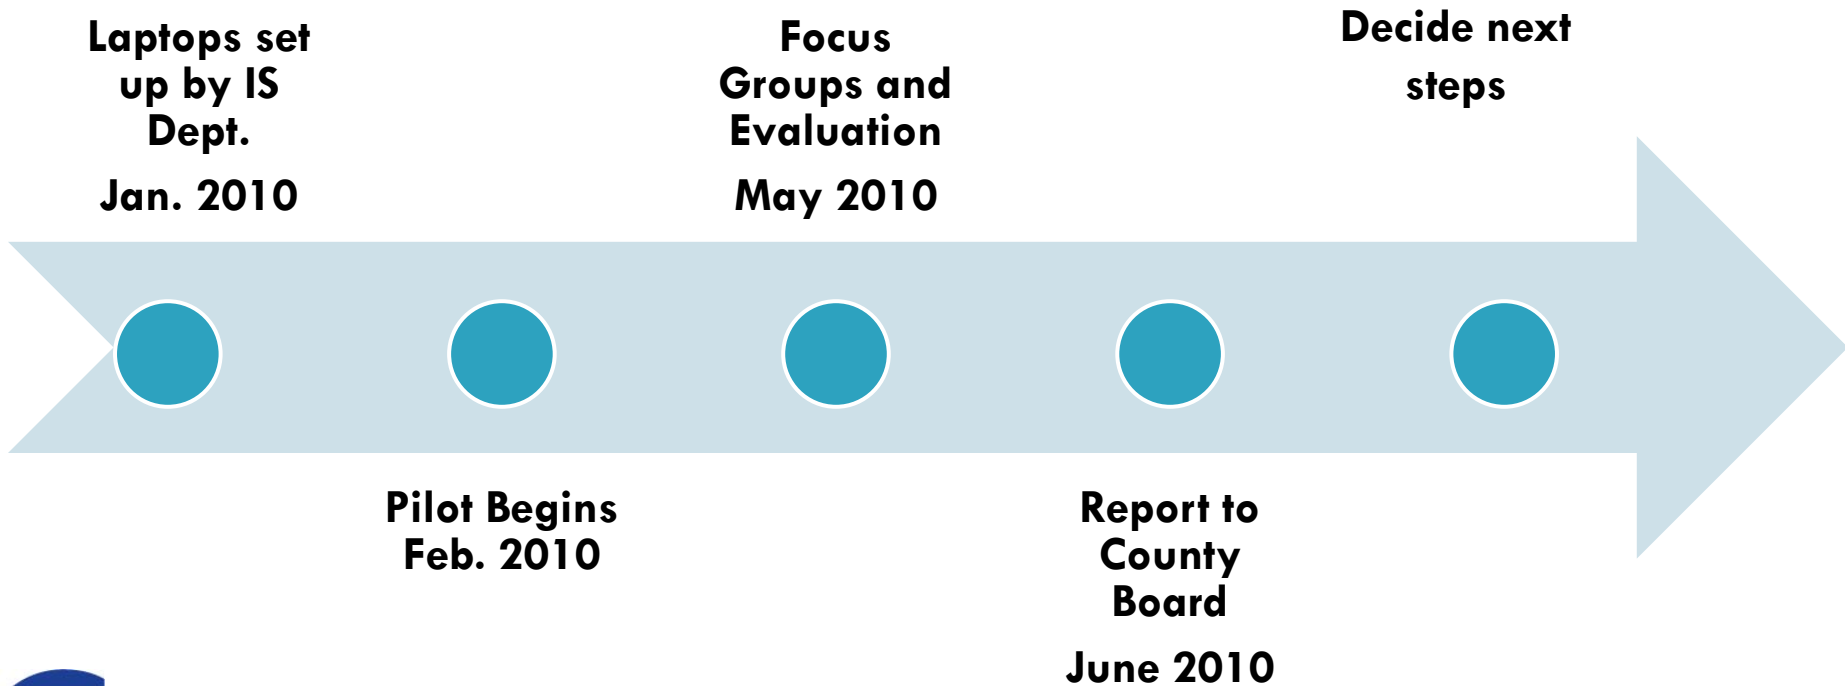 Laptops set
up by IS
Dept.
Jan. 2010
Pilot Begins
Feb. 2010
Focus
Groups and
Evaluation
May 2010
Report to
County
Board
June 2010
Decide next
steps